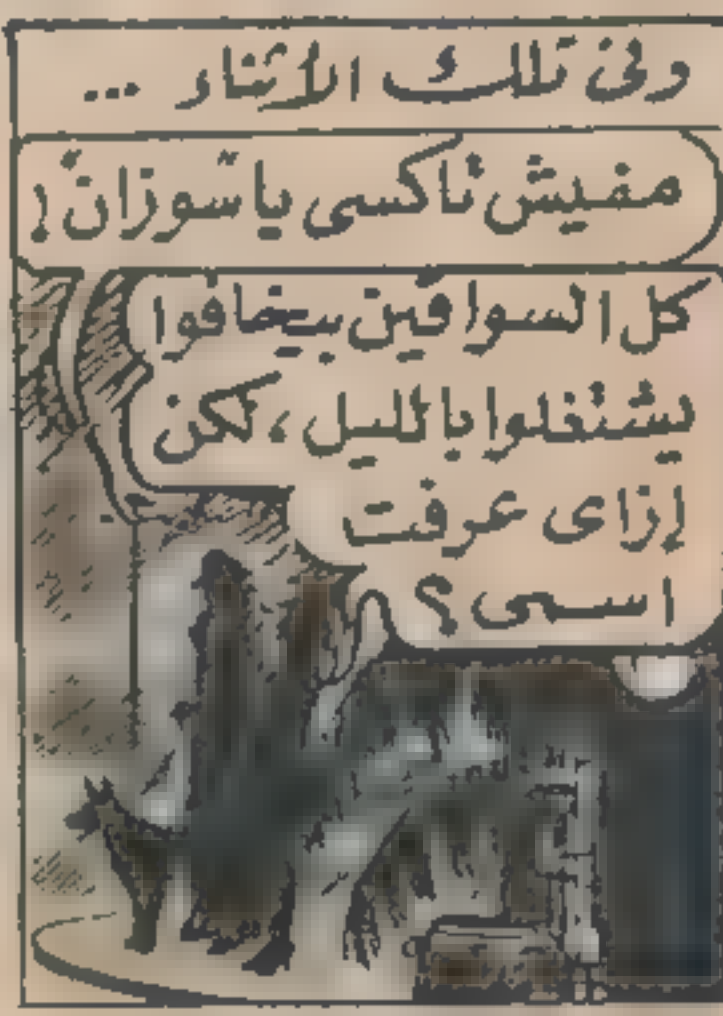 وفى تلك الأثناء ...
مفيش تاكسى يا سوزان !
كل السواقين بيخافوا
يشتغلوا بالليل ، لكن
إزاى عرفت
اسمى ؟